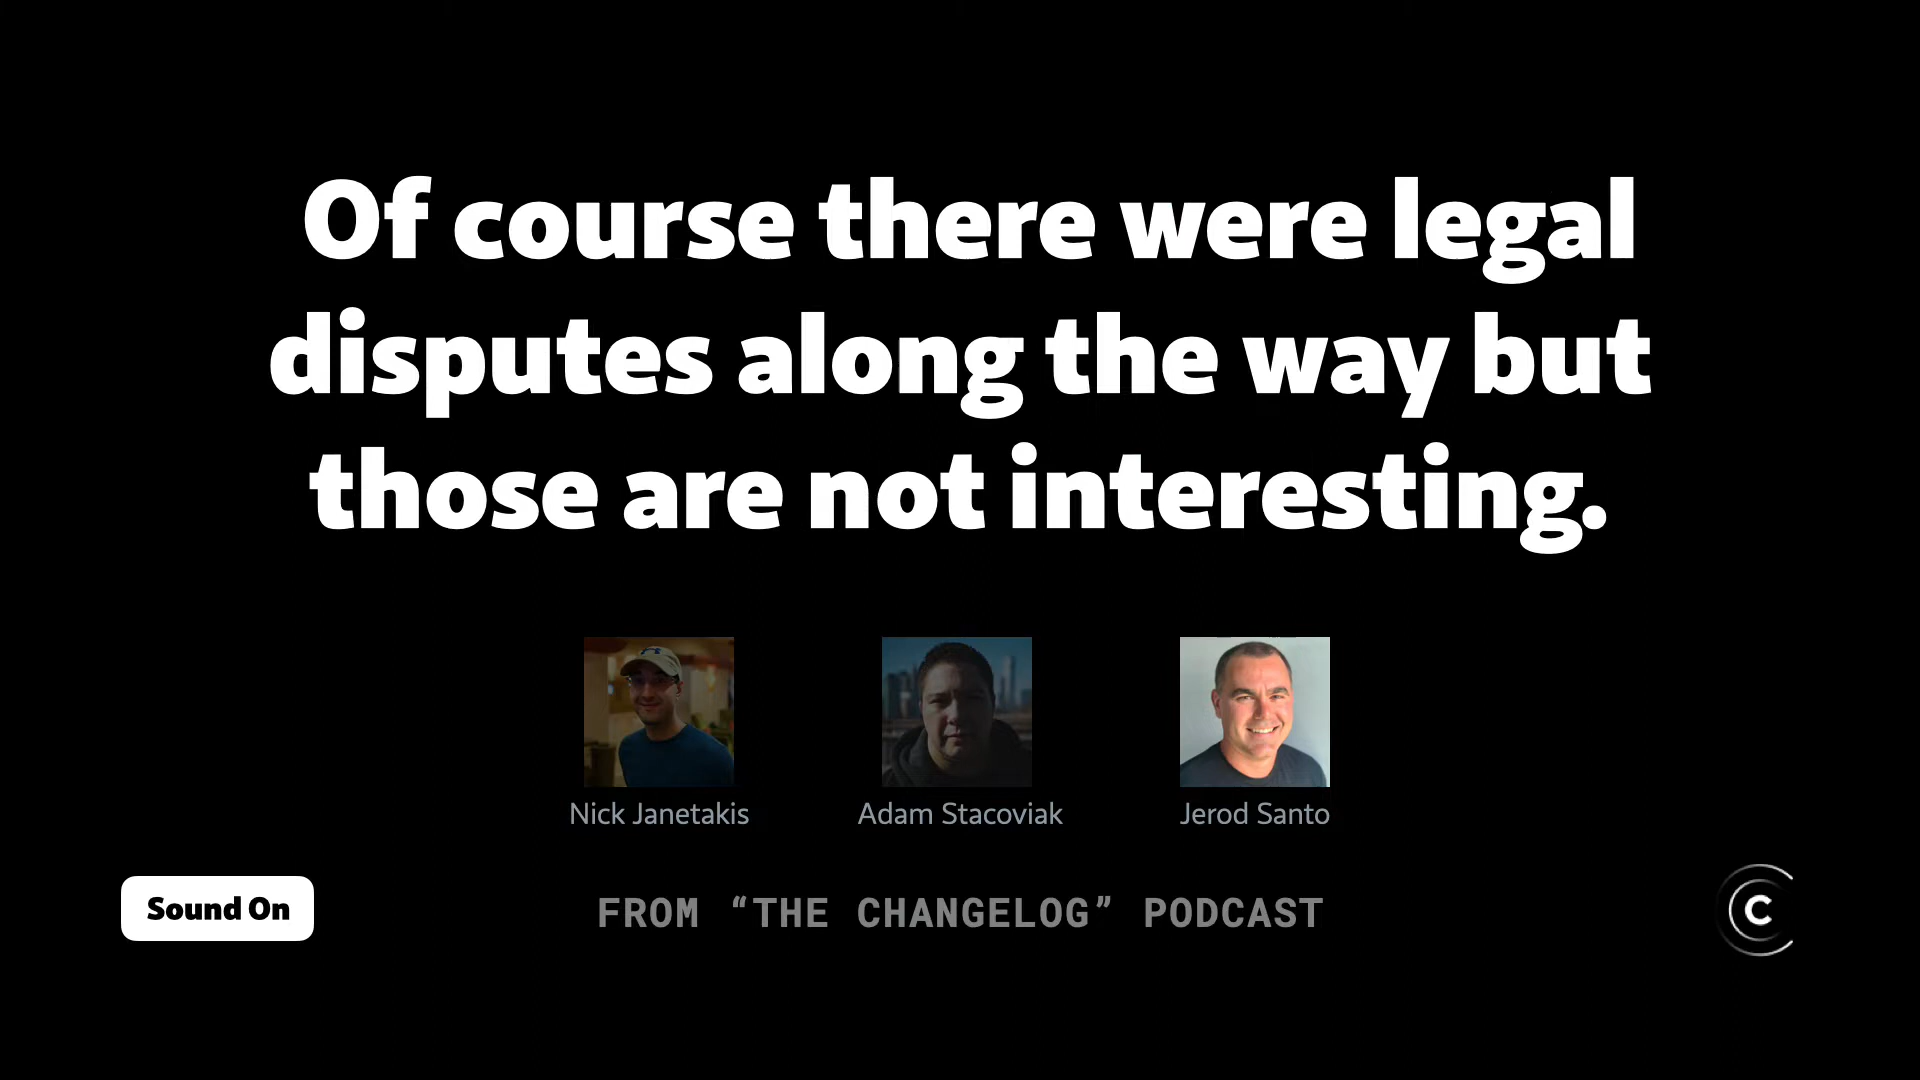 Of course there were legal
disputes along the way but
those are not interesting.
Nick Janetakis
Adam Stacoviak
Jerod Santo
Sound On
FROM “THE CHANGELOG” PODCAST
C